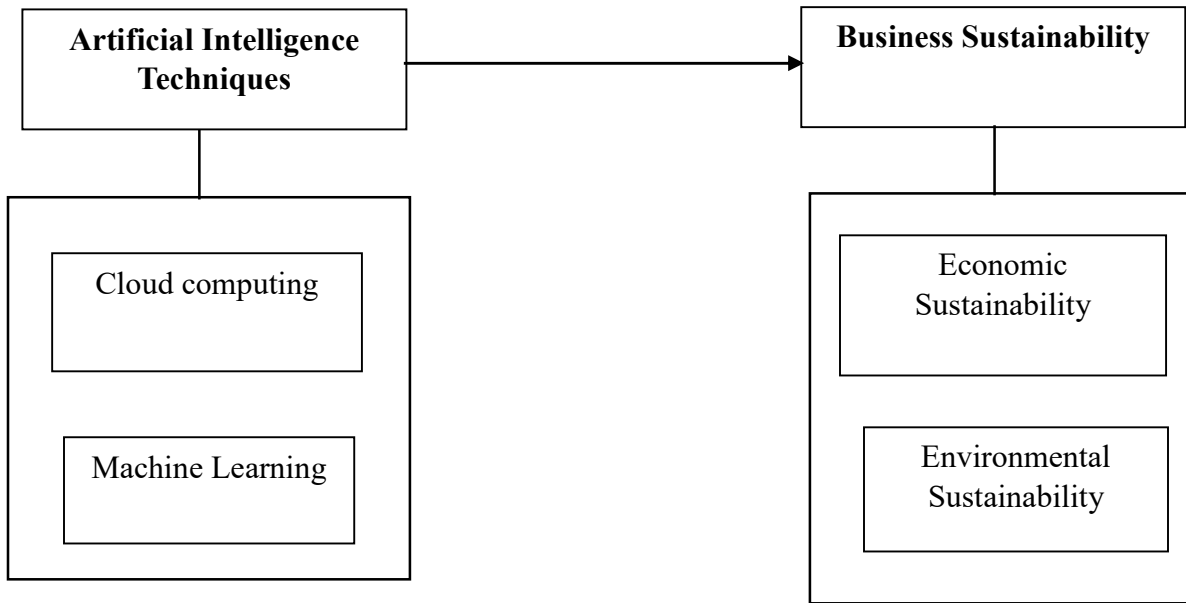 Artificial Intelligence
Techniques
Business Sustainability
Cloud computing
Machine Learning
Economic
Sustainability
Environmental
Sustainability